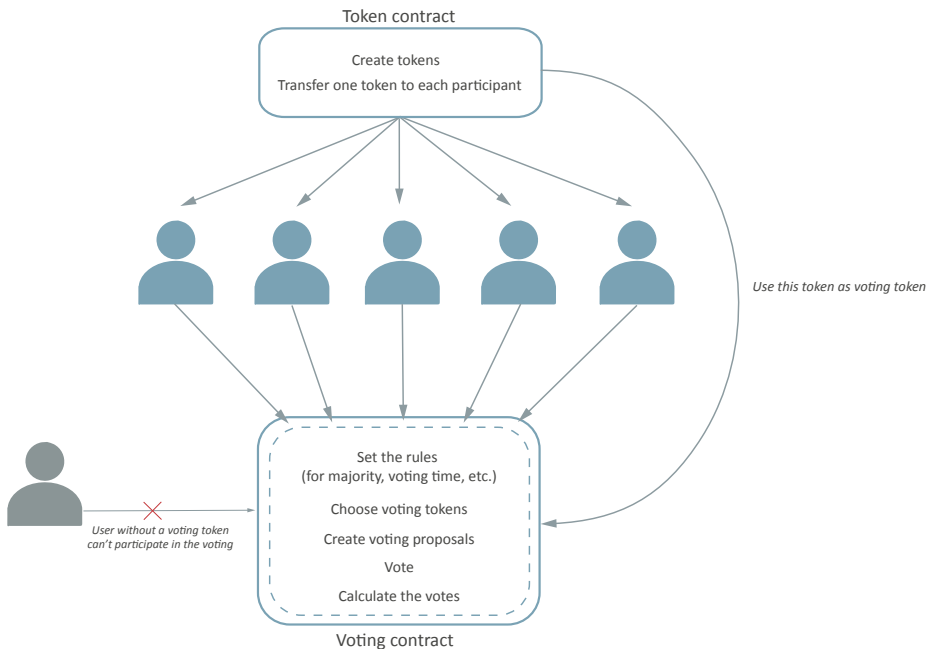 Token contract
Create tokens
Transfer one token to each participant
Use this token as voting token
Set the rules
(for majority, voting time, etc.)
Choose voting tokens
User without a voting token
can't participate in the voting
Create voting proposals
Vote
Calculate the votes
Voting contract